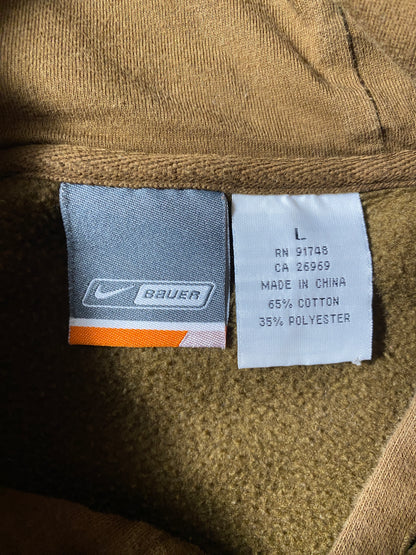 BAUER
L
RN 91748
CA 26969
MADE IN CHINA
65% COTTON
35% POLYESTER